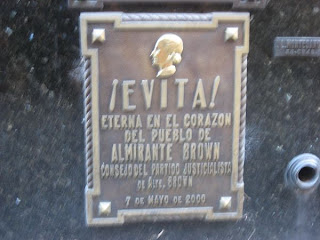 ¡EVITA!
ETERNA EN EL CORAZON
DEL PUEBLO DE
ALMIRANTE BROWN
CONSEJO DEL PARTIDO JUSTICIALISTA
DE ALTE. BROWN
7 DE MAYO DE 2000